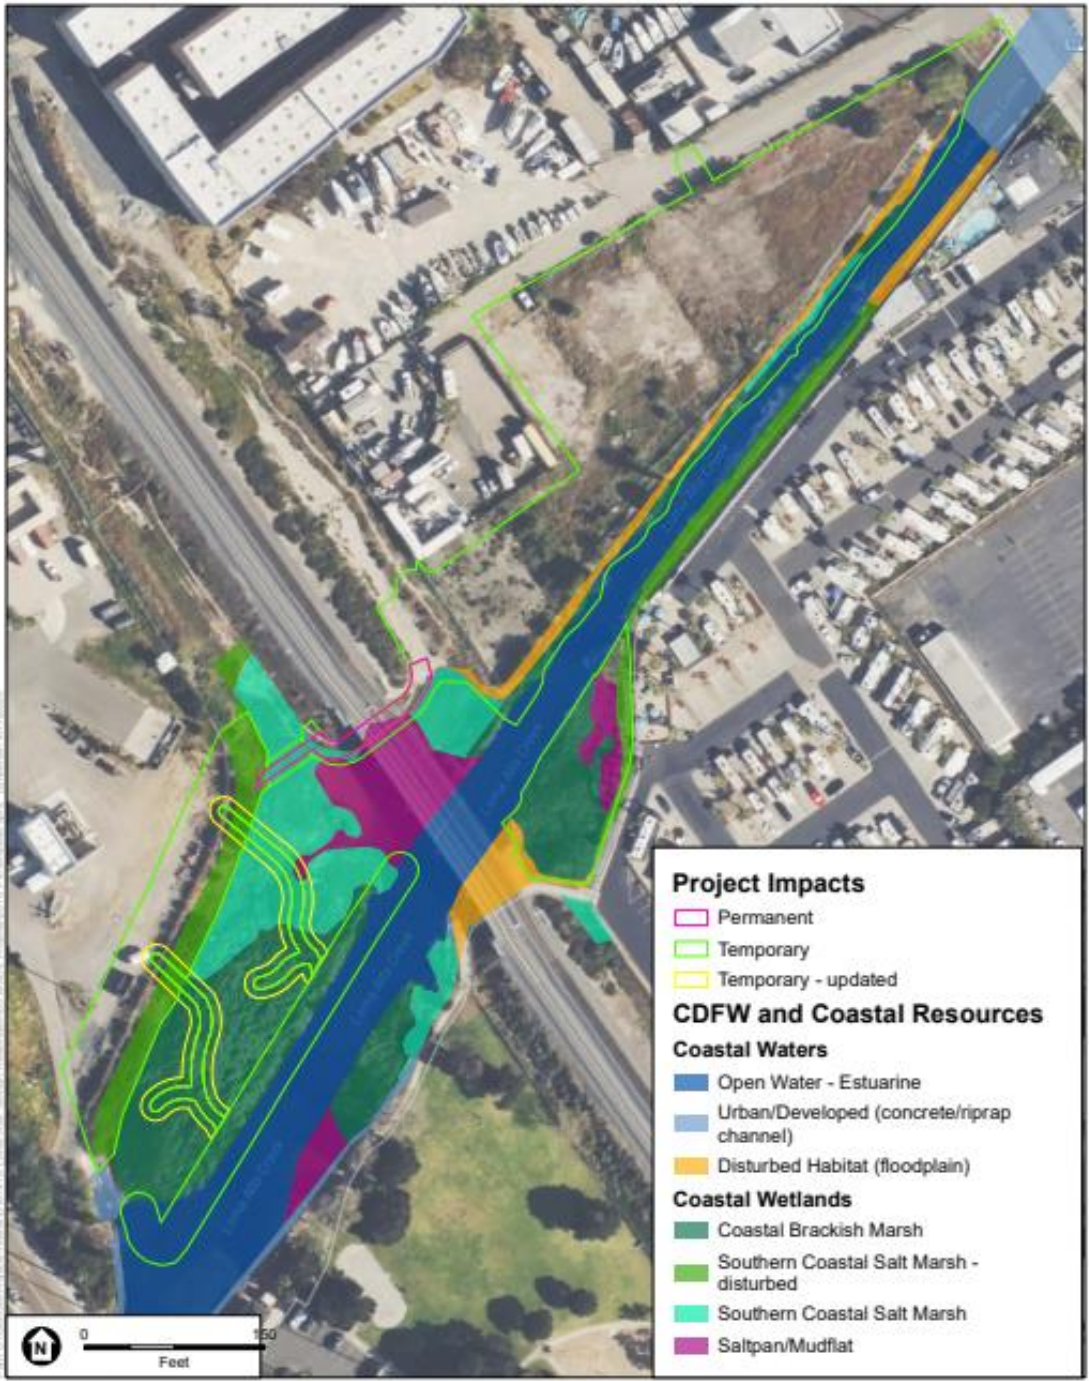 Project Impacts
Permanent
Temporary
Temporary - updated
CDFW and Coastal Resources
Coastal Waters
Open Water - Estuarine
Urban/Developed (concrete/riprap
channel)
Disturbed Habitat (floodplain)
Coastal Wetlands
Coastal Brackish Marsh
Southern Coastal Salt Marsh -
disturbed
Southern Coastal Salt Marsh
Saltpan/Mudflat
N
0 150
Feet